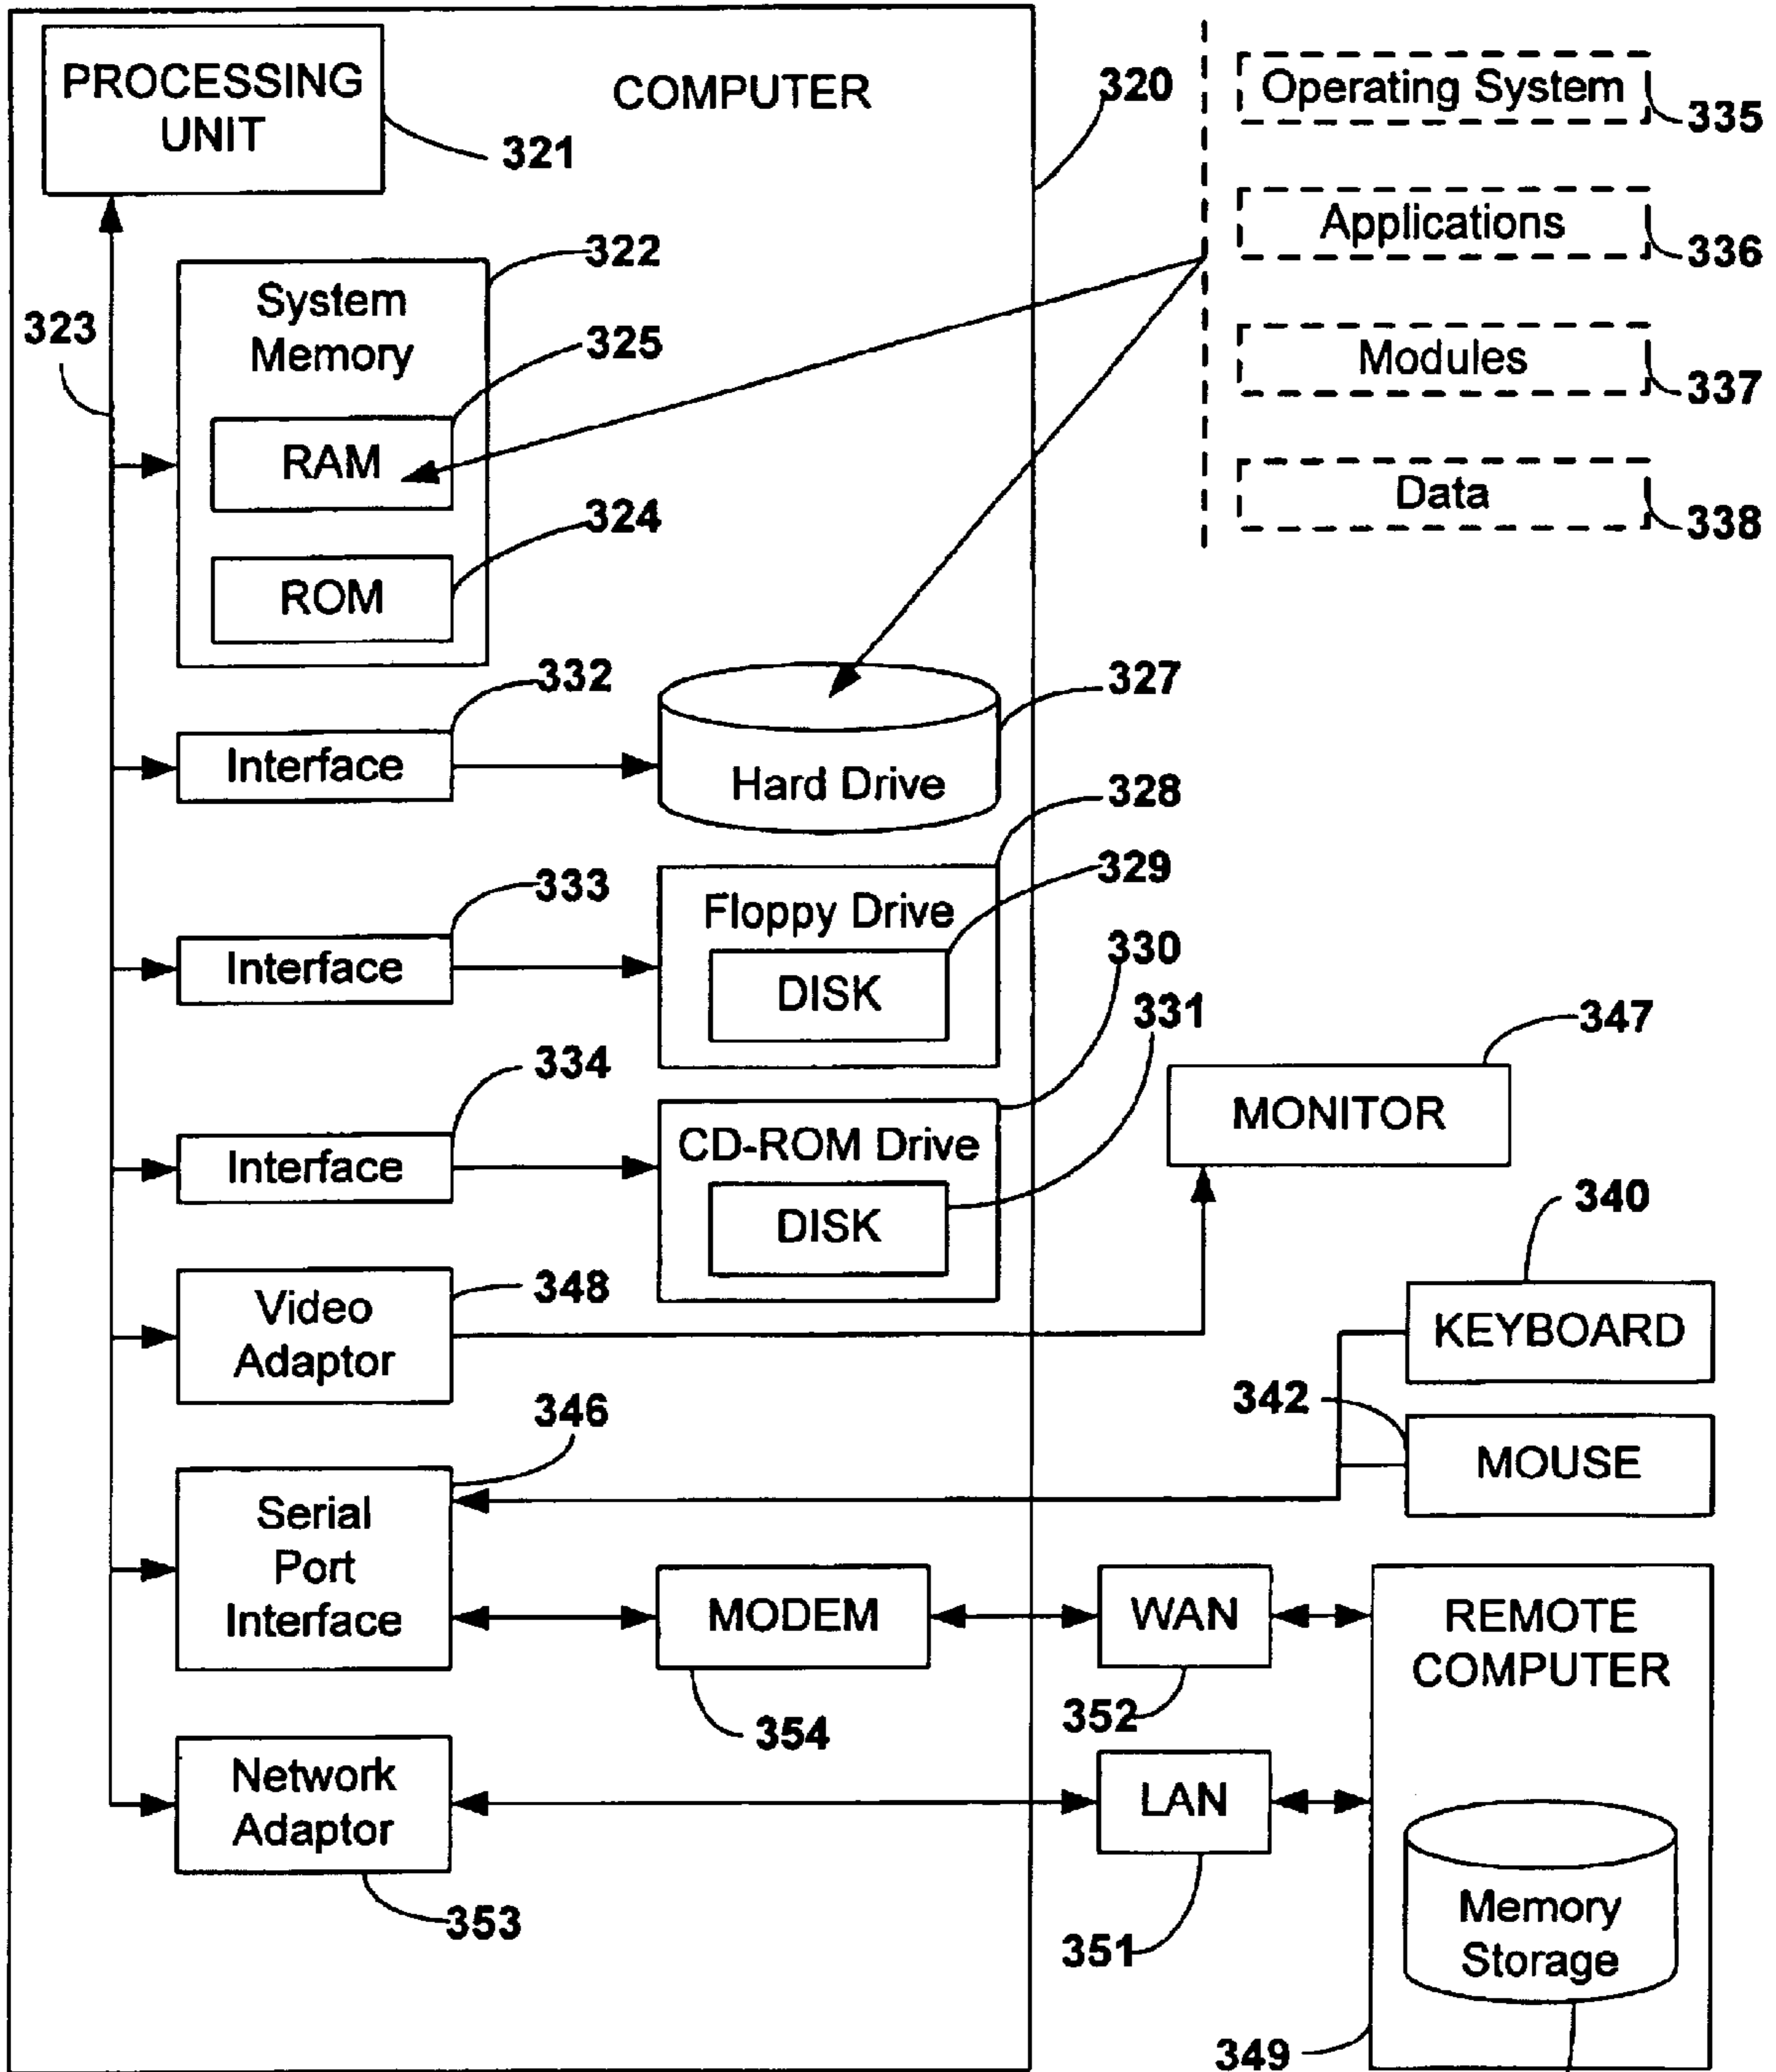 PROCESSING
UNIT
COMPUTER
320
321
Operating System
335
Applications
336
Modules
337
Data
338
323
System
Memory
322
325
RAM
324
ROM
332
Interface
327
Hard Drive
328
333
Interface
Floppy Drive
329
DISK
330
331
334
Interface
CD-ROM Drive
DISK
347
MONITOR
340
KEYBOARD
342
MOUSE
348
Video
Adaptor
346
Serial
Port
Interface
MODEM
354
WAN
352
REMOTE
COMPUTER
Network
Adaptor
353
LAN
351
Memory
Storage
349